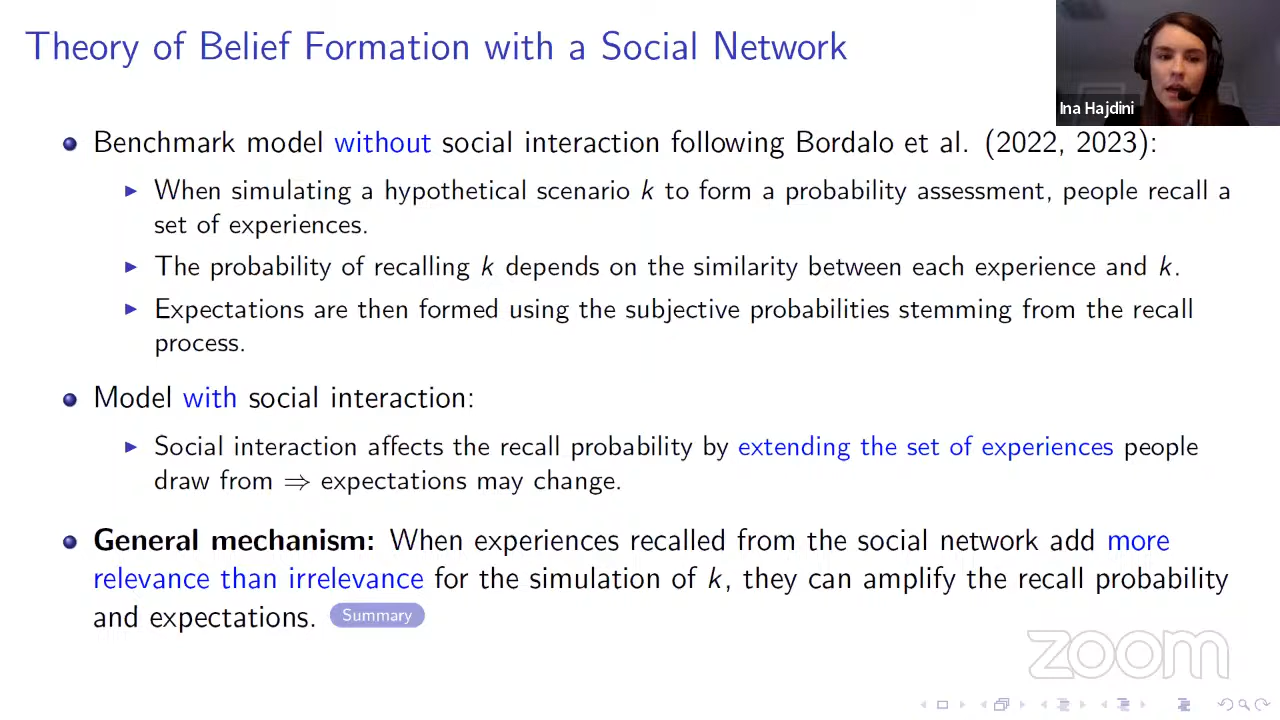 Theory of Belief Formation with a Social Network
Ina Hajdini
Benchmark model without social interaction following Bordalo et al. (2022, 2023):
When simulating a hypothetical scenario k to form a probability assessment, people recall a
set of experiences.
The probability of recalling k depends on the similarity between each experience and k.
Expectations are then formed using the subjective probabilities stemming from the recall
process.
Model with social interaction:
Social interaction affects the recall probability by extending the set of experiences people
draw from ⇒ expectations may change.
General mechanism: When experiences recalled from the social network add more
relevance than irrelevance for the simulation of k, they can amplify the recall probability
and expectations. Summary
zoom